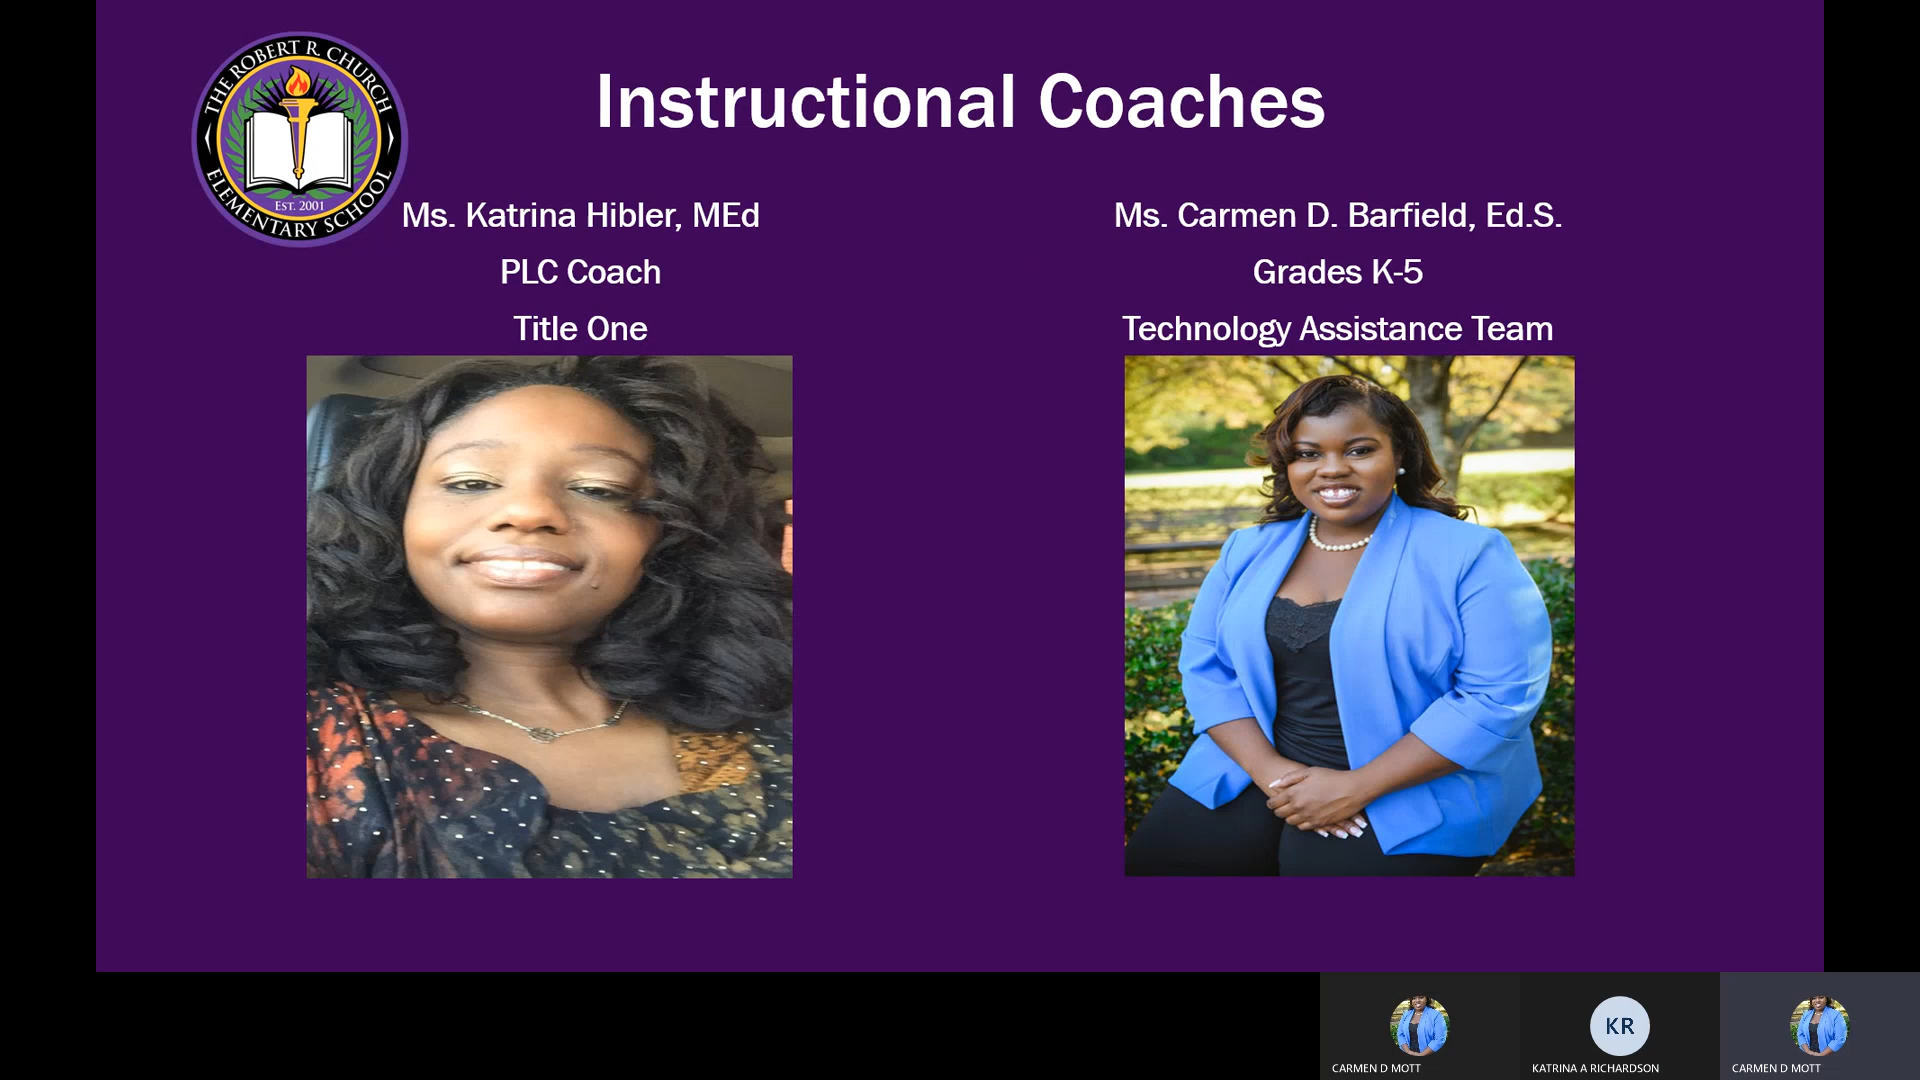 THE ROBERT R. CHURCH
ELEMENTARY SCHOOL
EST. 2001
Instructional Coaches
Ms. Katrina Hibler, MEd
PLC Coach
Title One
Ms. Carmen D. Barfield, Ed.S.
Grades K-5
Technology Assistance Team
KR
CARMEN D MOTT
KATRINA A RICHARDSON
CARMEN D MOTT